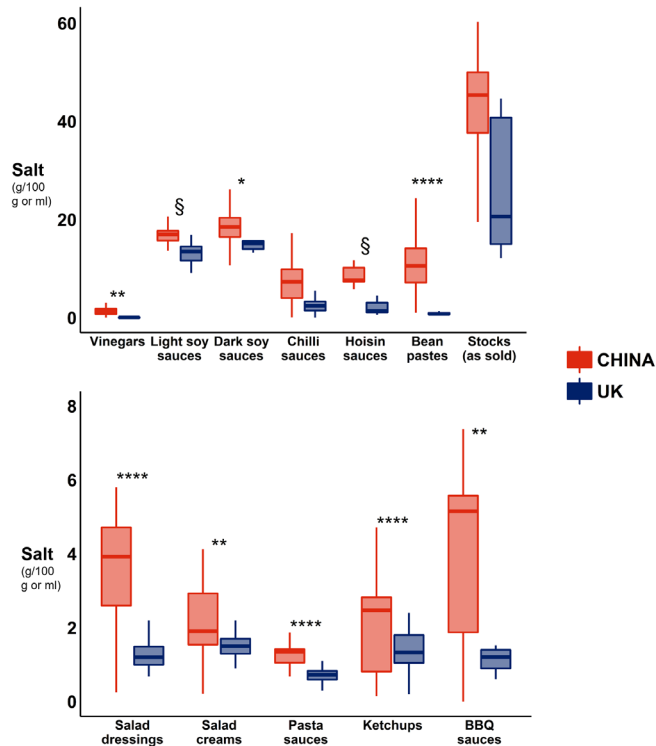 60
40
Salt
(g/100
g or ml)
20
0
**
§
*
§
****
Vinegars
Light soy
sauces
Dark soy
sauces
Chilli
sauces
Hoisin
sauces
Bean
pastes
Stocks
(as sold)
CHINA
UK
8
6
4
Salt
(g/100
g or ml)
2
0
****
**
****
****
**
Salad
dressings
Salad
creams
Pasta
sauces
Ketchups
BBQ
sauces